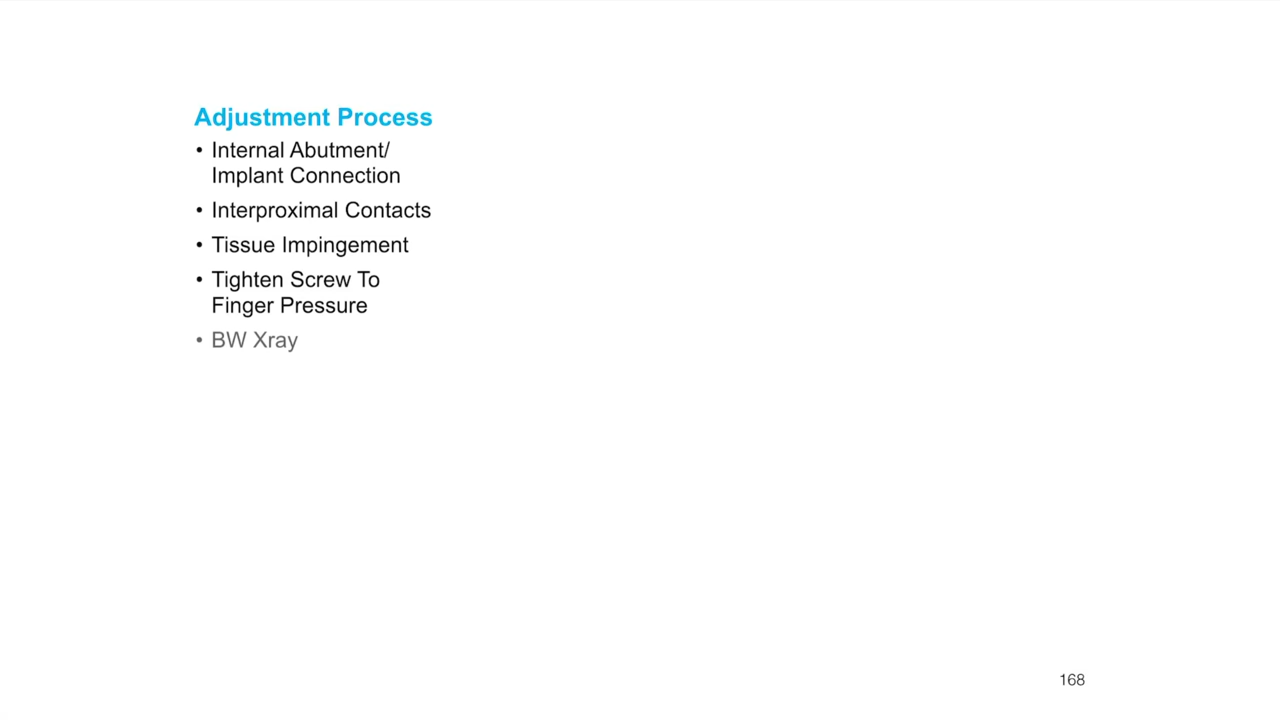 Adjustment Process
• Internal Abutment/
Implant Connection
• Interproximal Contacts
• Tissue Impingement
• Tighten Screw To
Finger Pressure
• BW Xray
168